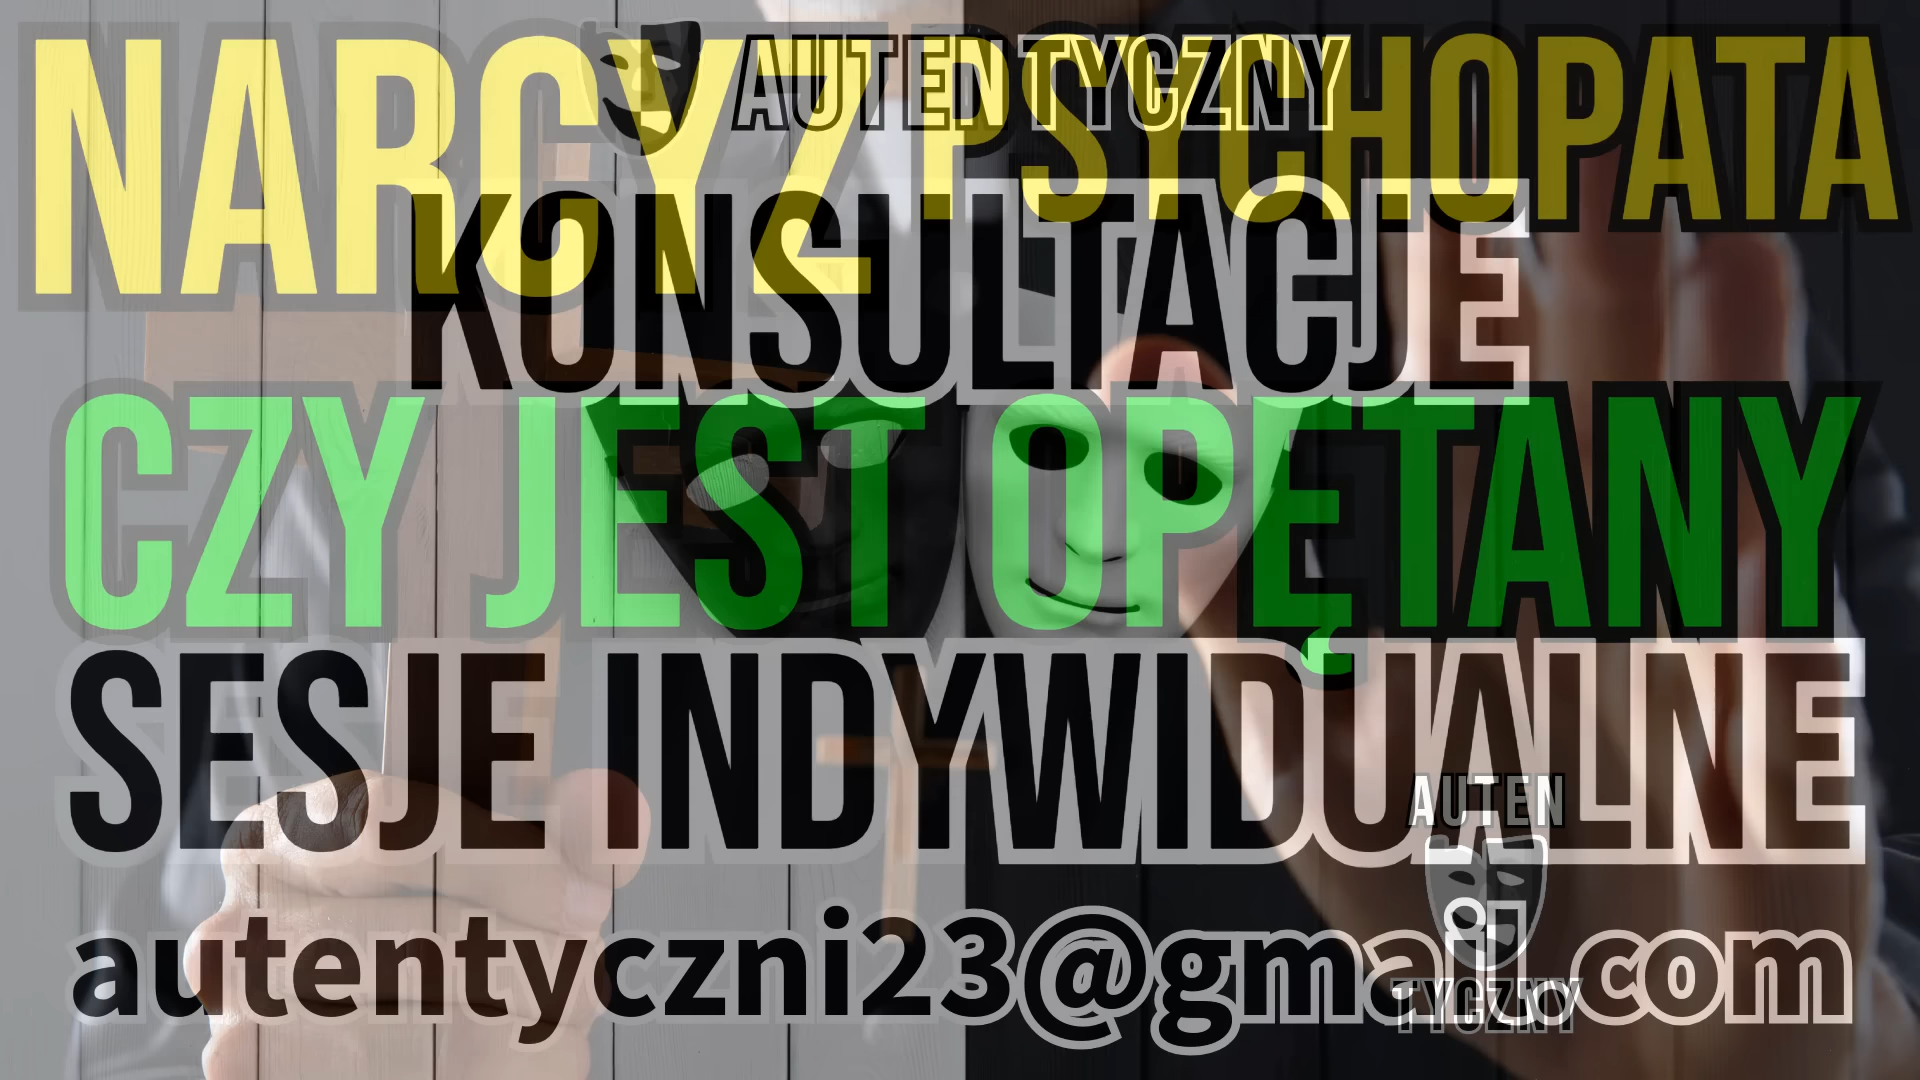 NARCYZ PSYCHOPATA
AUTENTYCZNY
KONSULTACJE
CZY JEST OPĘTANY
SESJE INDYWIDUALNE
AUTEN
TYCZNY
autentyczni23@gmail.com